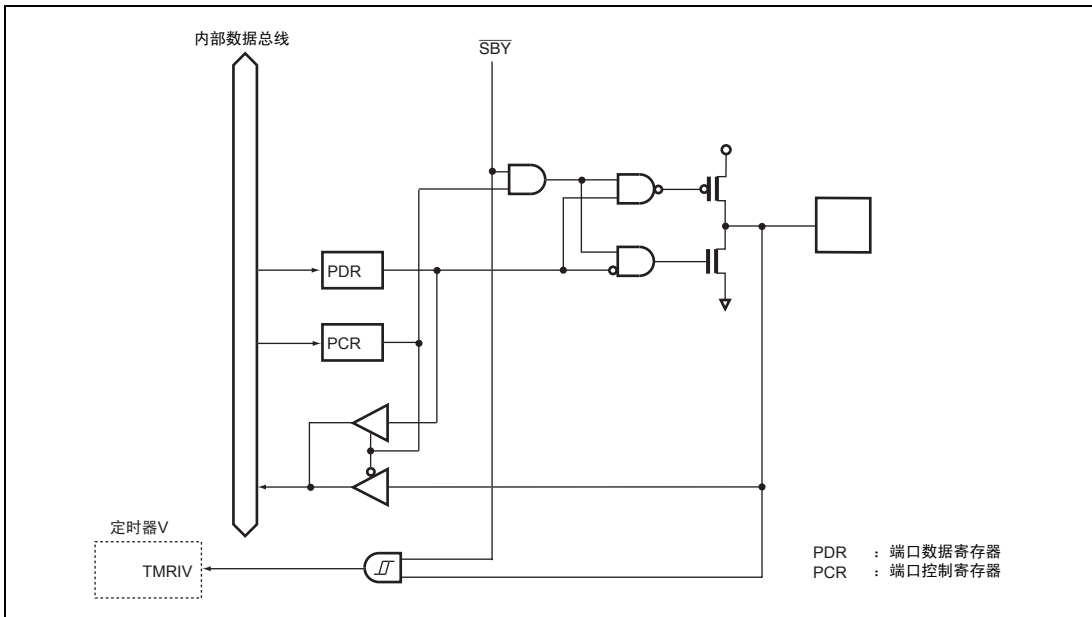 内部数据总线
SBY
PDR
PCR
定时器V
TMRIV
PDR : 端口数据寄存器
PCR : 端口控制寄存器